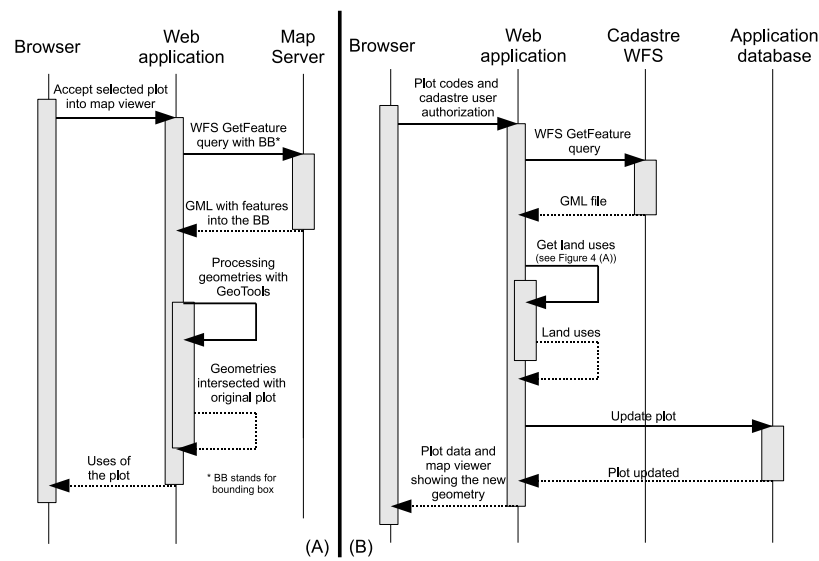 Browser
Web
application
Map
Server
Accept selected plot
into map viewer
WFS GetFeature
query with BB*
GML with features
into the BB
Processing
geometries with
GeoTools
Geometries
intersected with
original plot
Uses of
the plot
* BB stands for
bounding box
(A)
Browser
Web
application
Cadastre
WFS
Application
database
Plot codes and
cadastre user
authorization
WFS GetFeature
query
GML file
Get land uses
(see Figure 4 (A))
Land uses
Update plot
Plot updated
Plot data and
map viewer
showing the new
geometry
(B)